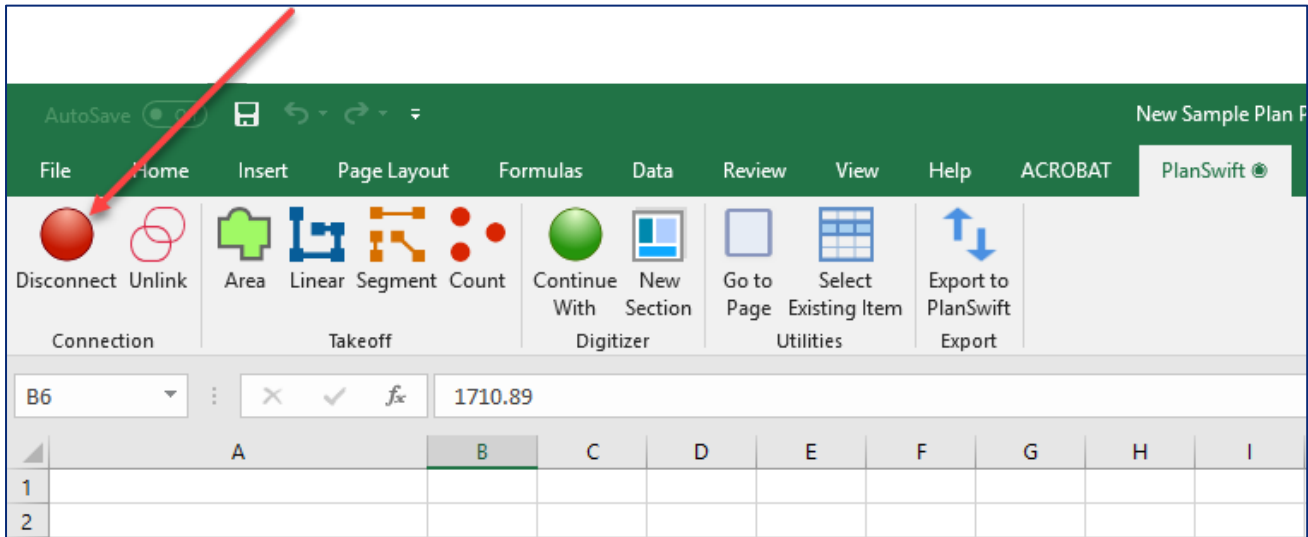 AutoSave On New Sample Plan P
File Home Insert Page Layout Formulas Data Review View Help ACROBAT PlanSwift
Disconnect Unlink Area Linear Segment Count Continue With New Section Go to Page Select Existing Item Export to PlanSwift
Connection Takeoff Digitizer Utilities Export
B6 fx 1710.89
A B C D E F G H I
1
2